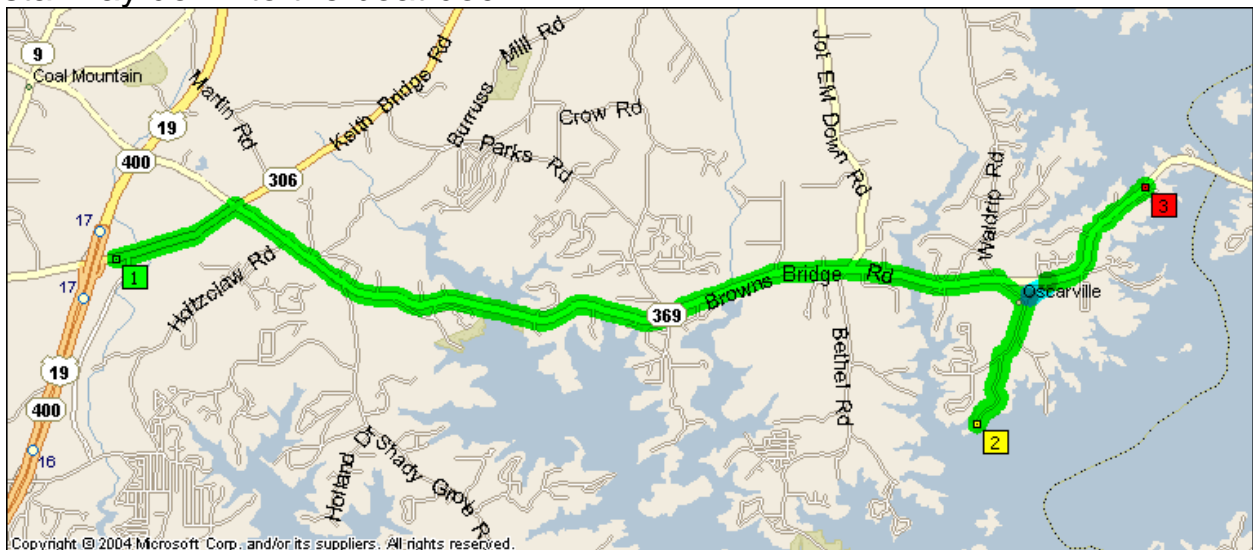 9
Coal Mountain
Martin Rd
19
400
Keith Bridge Rd
306
Burruss Mill Rd
Crow Rd
Parks Rd
Jot EM Down Rd
Waldrip Rd
3
17
1
17
Holtzclaw Rd
369
Browns Bridge Rd
Oscarville
Bethel Rd
2
19
400
16
Holland Dr
Shady Grove R
Copyright © 2004 Microsoft Corp. and/or its suppliers. All rights reserved.